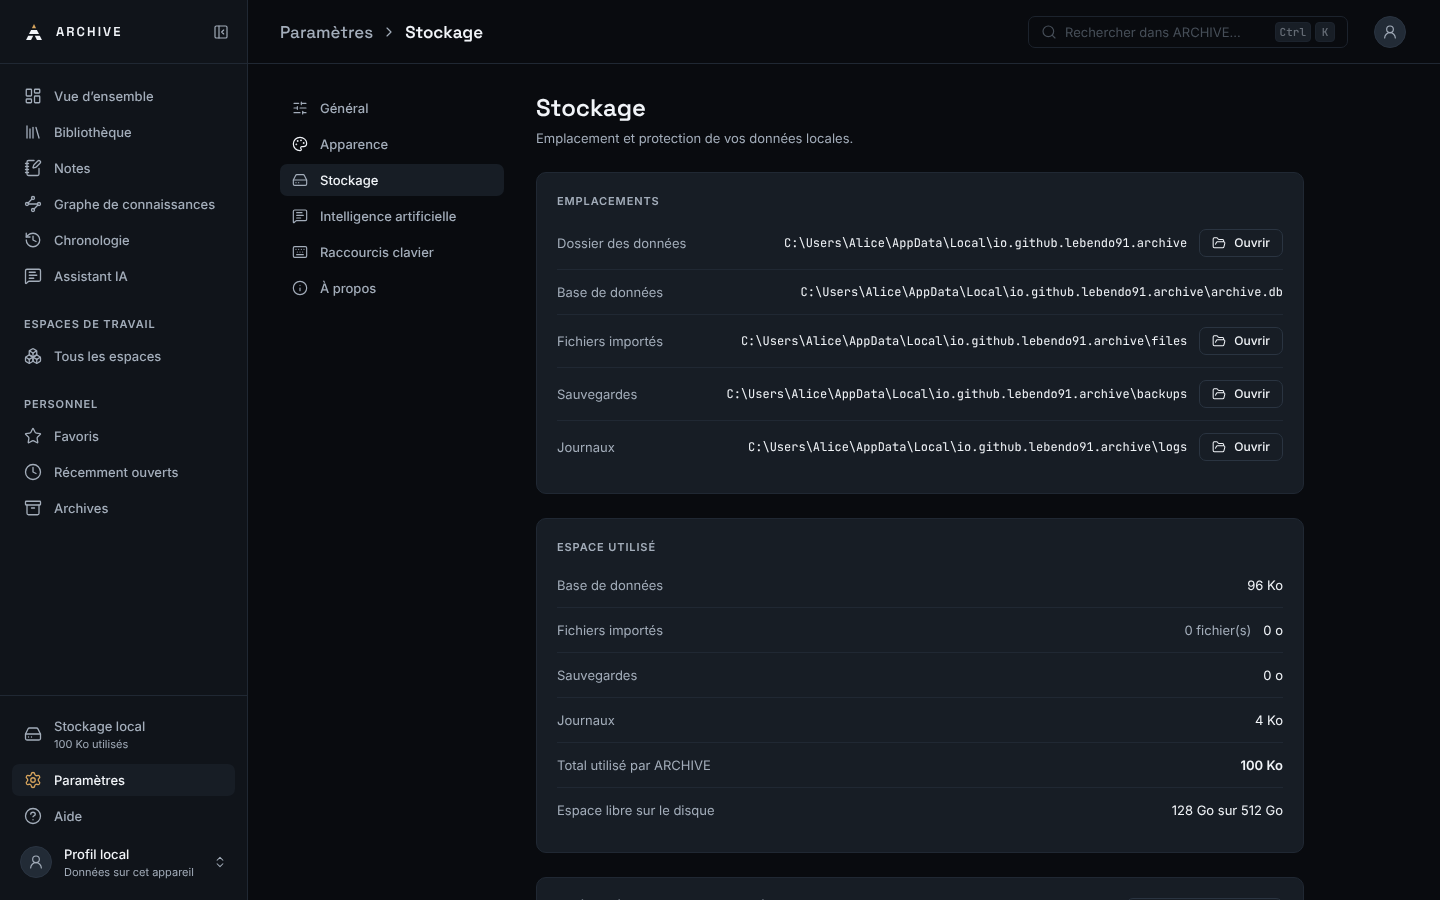 ARCHIVE
Paramètres > Stockage
Rechercher dans ARCHIVE... Ctrl K
Vue d’ensemble
Bibliothèque
Notes
Graphe de connaissances
Chronologie
Assistant IA
ESPACES DE TRAVAIL
Tous les espaces
PERSONNEL
Favoris
Récemment ouverts
Archives
Stockage local
100 Ko utilisés
Paramètres
Aide
Profil local
Données sur cet appareil
Général
Apparence
Stockage
Intelligence artificielle
Raccourcis clavier
À propos
Stockage
Emplacement et protection de vos données locales.
EMPLACEMENTS
Dossier des données C:\Users\Alice\AppData\Local\io.github.lebendo91.archive Ouvrir
Base de données C:\Users\Alice\AppData\Local\io.github.lebendo91.archive\archive.db
Fichiers importés C:\Users\Alice\AppData\Local\io.github.lebendo91.archive\files Ouvrir
Sauvegardes C:\Users\Alice\AppData\Local\io.github.lebendo91.archive\backups Ouvrir
Journaux C:\Users\Alice\AppData\Local\io.github.lebendo91.archive\logs Ouvrir
ESPACE UTILISÉ
Base de données 96 Ko
Fichiers importés 0 fichier(s) 0 o
Sauvegardes 0 o
Journaux 4 Ko
Total utilisé par ARCHIVE 100 Ko
Espace libre sur le disque 128 Go sur 512 Go